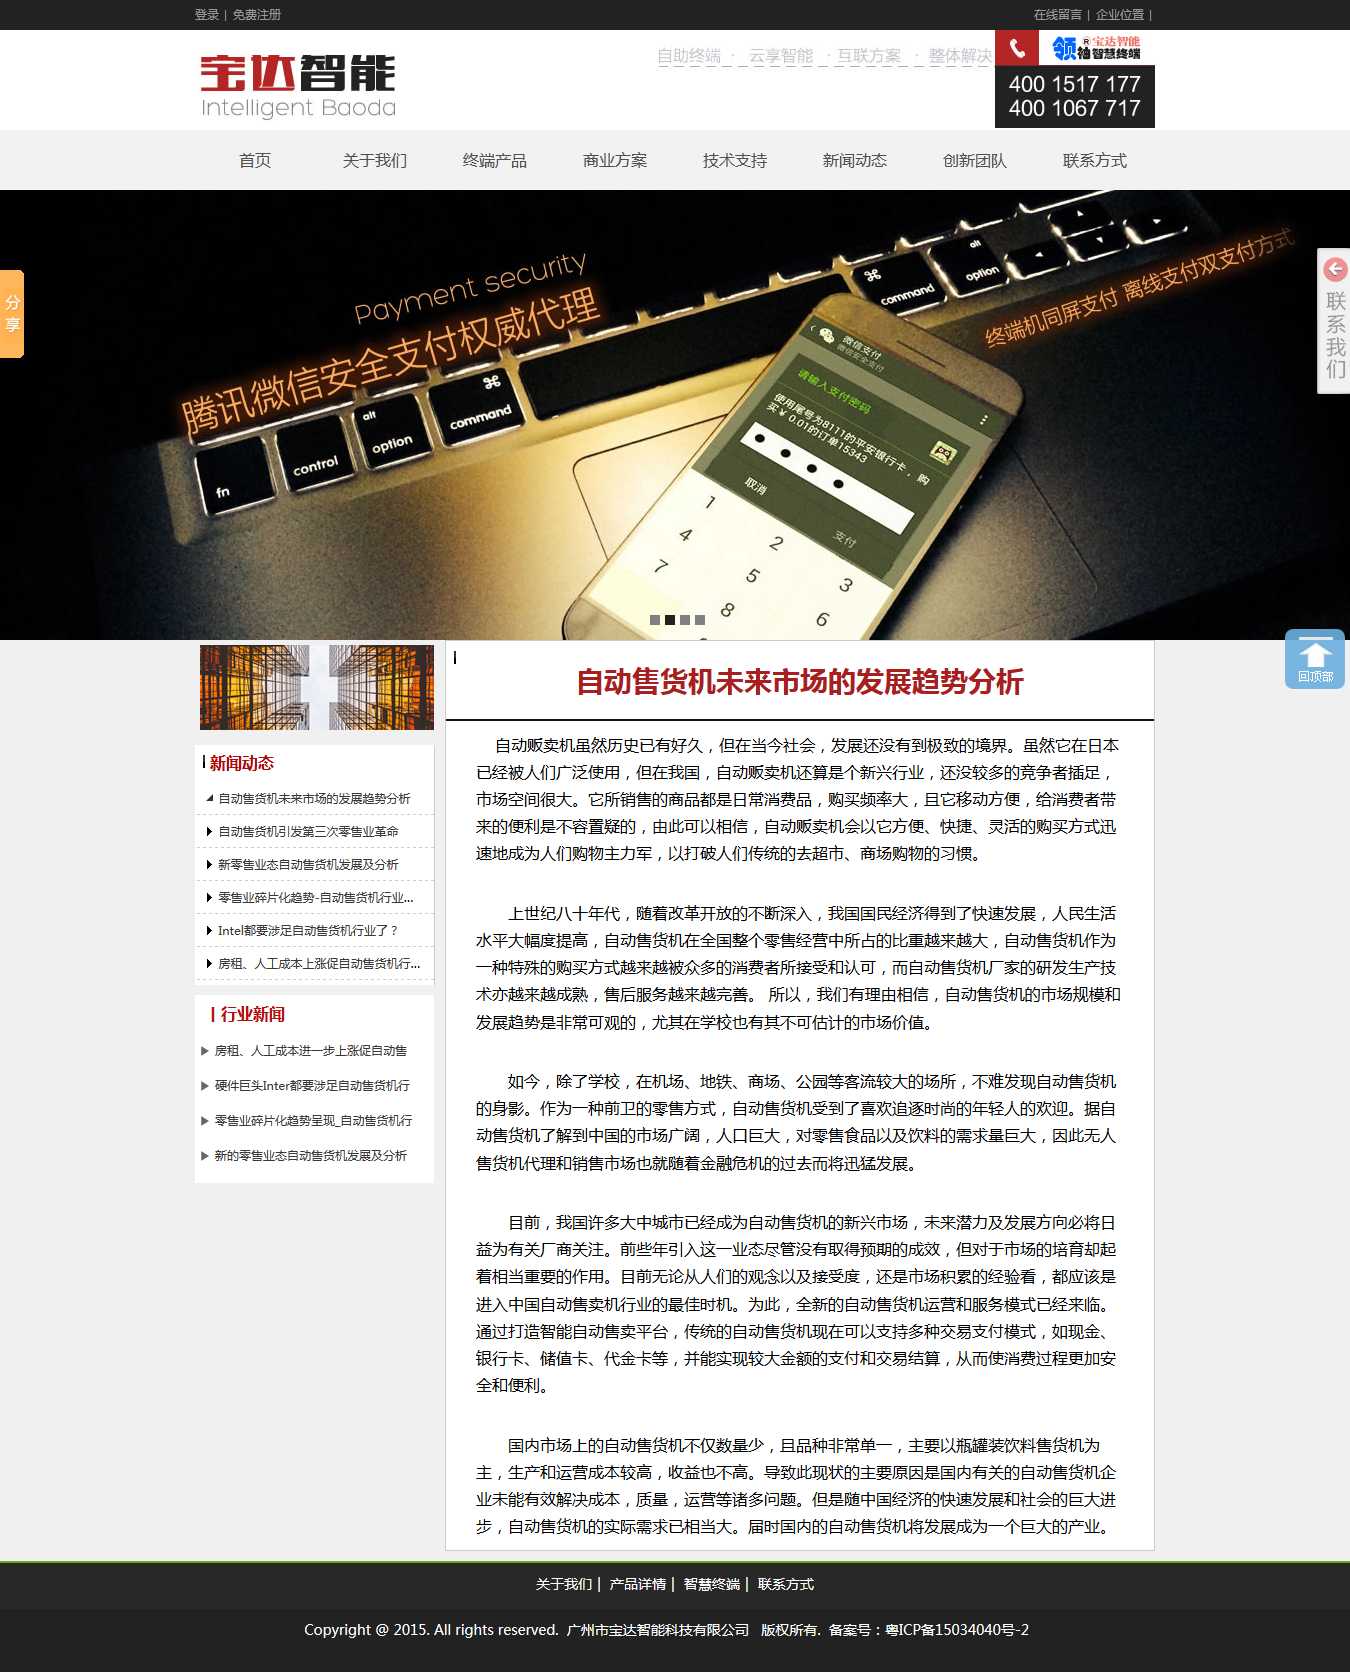 登录 | 免费注册
在线留言 | 企业位置 |
宝达智能
Intelligent Baoda
自助终端 · 云享智能 · 互联方案 · 整体解决
领袖 ® 宝达智能 智慧终端
400 1517 177
400 1067 717
首页 关于我们 终端产品 商业方案 技术支持 新闻动态 创新团队 联系方式
Payment security
腾讯微信安全支付权威代理
终端机同屏支付 离线支付双支付方式
fn control alt option ⌘ command
⌘ command alt option
微信支付
微信安全支付
请输入支付密码
使用尾号为8111的平安银行卡，购
买 0.01的订单15343
取消 支付
1 2 3
4 5 6
7 8
分享
联系我们
回顶部
自动售货机未来市场的发展趋势分析
新闻动态
自动售货机未来市场的发展趋势分析
自动售货机引发第三次零售业革命
新零售业态自动售货机发展及分析
零售业碎片化趋势-自动售货机行业...
Intel都要涉足自动售货机行业了？
房租、人工成本上涨促自动售货机行...
| 行业新闻
房租、人工成本进一步上涨促自动售
硬件巨头Inter都要涉足自动售货机行
零售业碎片化趋势呈现_自动售货机行
新的零售业态自动售货机发展及分析
自动贩卖机虽然历史已有好久，但在当今社会，发展还没有到极致的境界。虽然它在日本
已经被人们广泛使用，但在我国，自动贩卖机还算是个新兴行业，还没较多的竞争者插足，
市场空间很大。它所销售的商品都是日常消费品，购买频率大，且它移动方便，给消费者带
来的便利是不容置疑的，由此可以相信，自动贩卖机会以它方便、快捷、灵活的购买方式迅
速地成为人们购物主力军，以打破人们传统的去超市、商场购物的习惯。
上世纪八十年代，随着改革开放的不断深入，我国国民经济得到了快速发展，人民生活
水平大幅度提高，自动售货机在全国整个零售经营中所占的比重越来越大，自动售货机作为
一种特殊的购买方式越来越被众多的消费者所接受和认可，而自动售货机厂家的研发生产技
术亦越来越成熟，售后服务越来越完善。 所以，我们有理由相信，自动售货机的市场规模和
发展趋势是非常可观的，尤其在学校也有其不可估计的市场价值。
如今，除了学校，在机场、地铁、商场、公园等客流较大的场所，不难发现自动售货机
的身影。作为一种前卫的零售方式，自动售货机受到了喜欢追逐时尚的年轻人的欢迎。据自
动售货机了解到中国的市场广阔，人口巨大，对零售食品以及饮料的需求量巨大，因此无人
售货机代理和销售市场也就随着金融危机的过去而将迅猛发展。
目前，我国许多大中城市已经成为自动售货机的新兴市场，未来潜力及发展方向必将日
益为有关厂商关注。前些年引入这一业态尽管没有取得预期的成效，但对于市场的培育却起
着相当重要的作用。目前无论从人们的观念以及接受度，还是市场积累的经验看，都应该是
进入中国自动售卖机行业的最佳时机。为此，全新的自动售货机运营和服务模式已经来临。
通过打造智能自动售卖平台，传统的自动售货机现在可以支持多种交易支付模式，如现金、
银行卡、储值卡、代金卡等，并能实现较大金额的支付和交易结算，从而使消费过程更加安
全和便利。
国内市场上的自动售货机不仅数量少，且品种非常单一，主要以瓶罐装饮料售货机为
主，生产和运营成本较高，收益也不高。导致此现状的主要原因是国内有关的自动售货机企
业未能有效解决成本，质量，运营等诸多问题。但是随中国经济的快速发展和社会的巨大进
步，自动售货机的实际需求已相当大。届时国内的自动售货机将发展成为一个巨大的产业。
关于我们 | 产品详情 | 智慧终端 | 联系方式
Copyright @ 2015. All rights reserved. 广州市宝达智能科技有限公司 版权所有. 备案号：粤ICP备15034040号-2